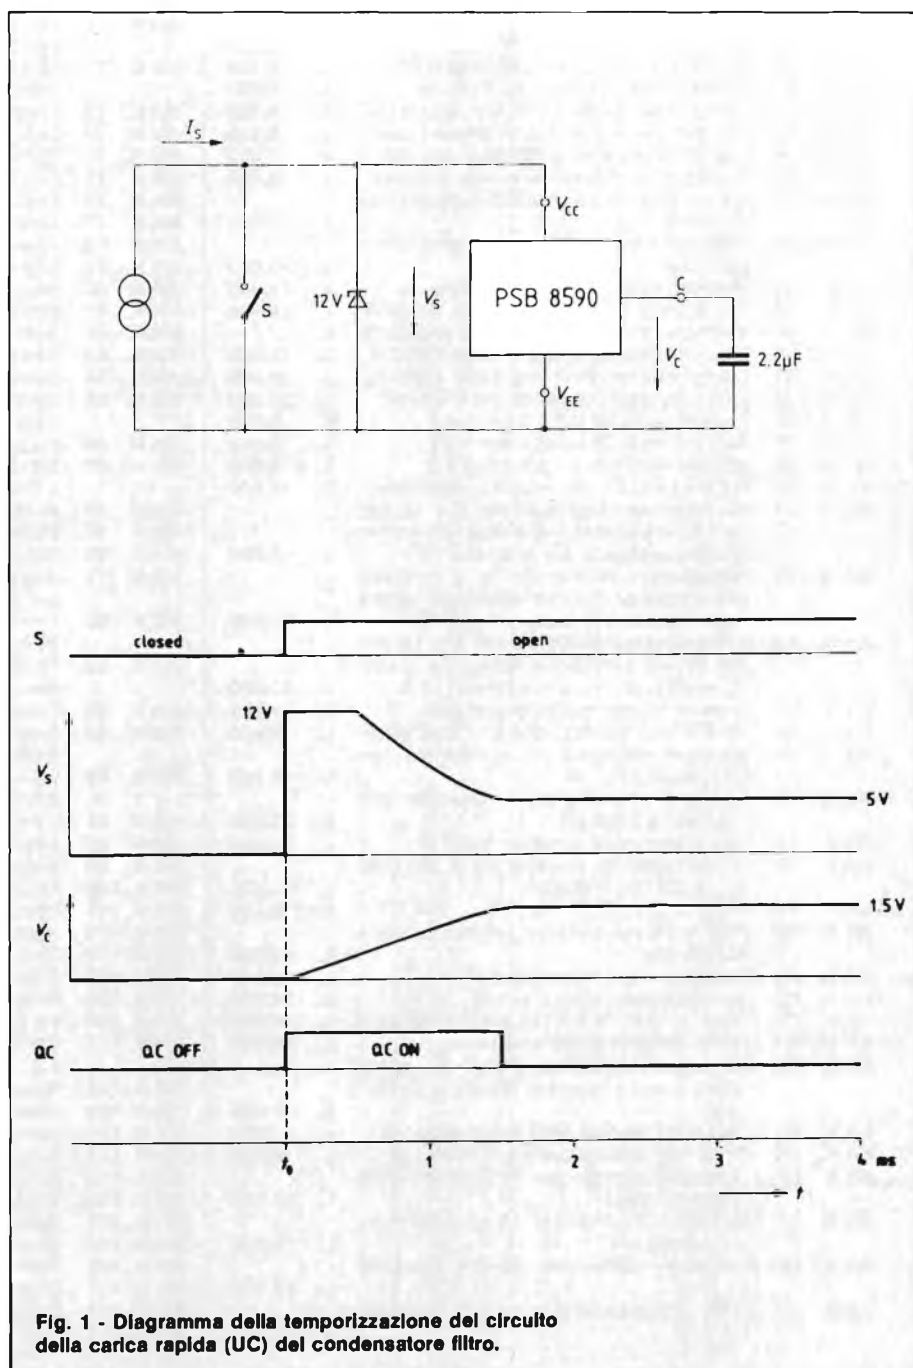 I_S
V_CC
C
12 V
S
V_S
PSB 8590
V_C
2.2µF
V_EE
S
closed
open
12 V
V_S
5 V
1.5 V
V_C
QC
QC OFF
QC ON
t_0
1
2
3
4 ms
t
Fig. 1 - Diagramma della temporizzazione del circuito
della carica rapida (UC) del condensatore filtro.